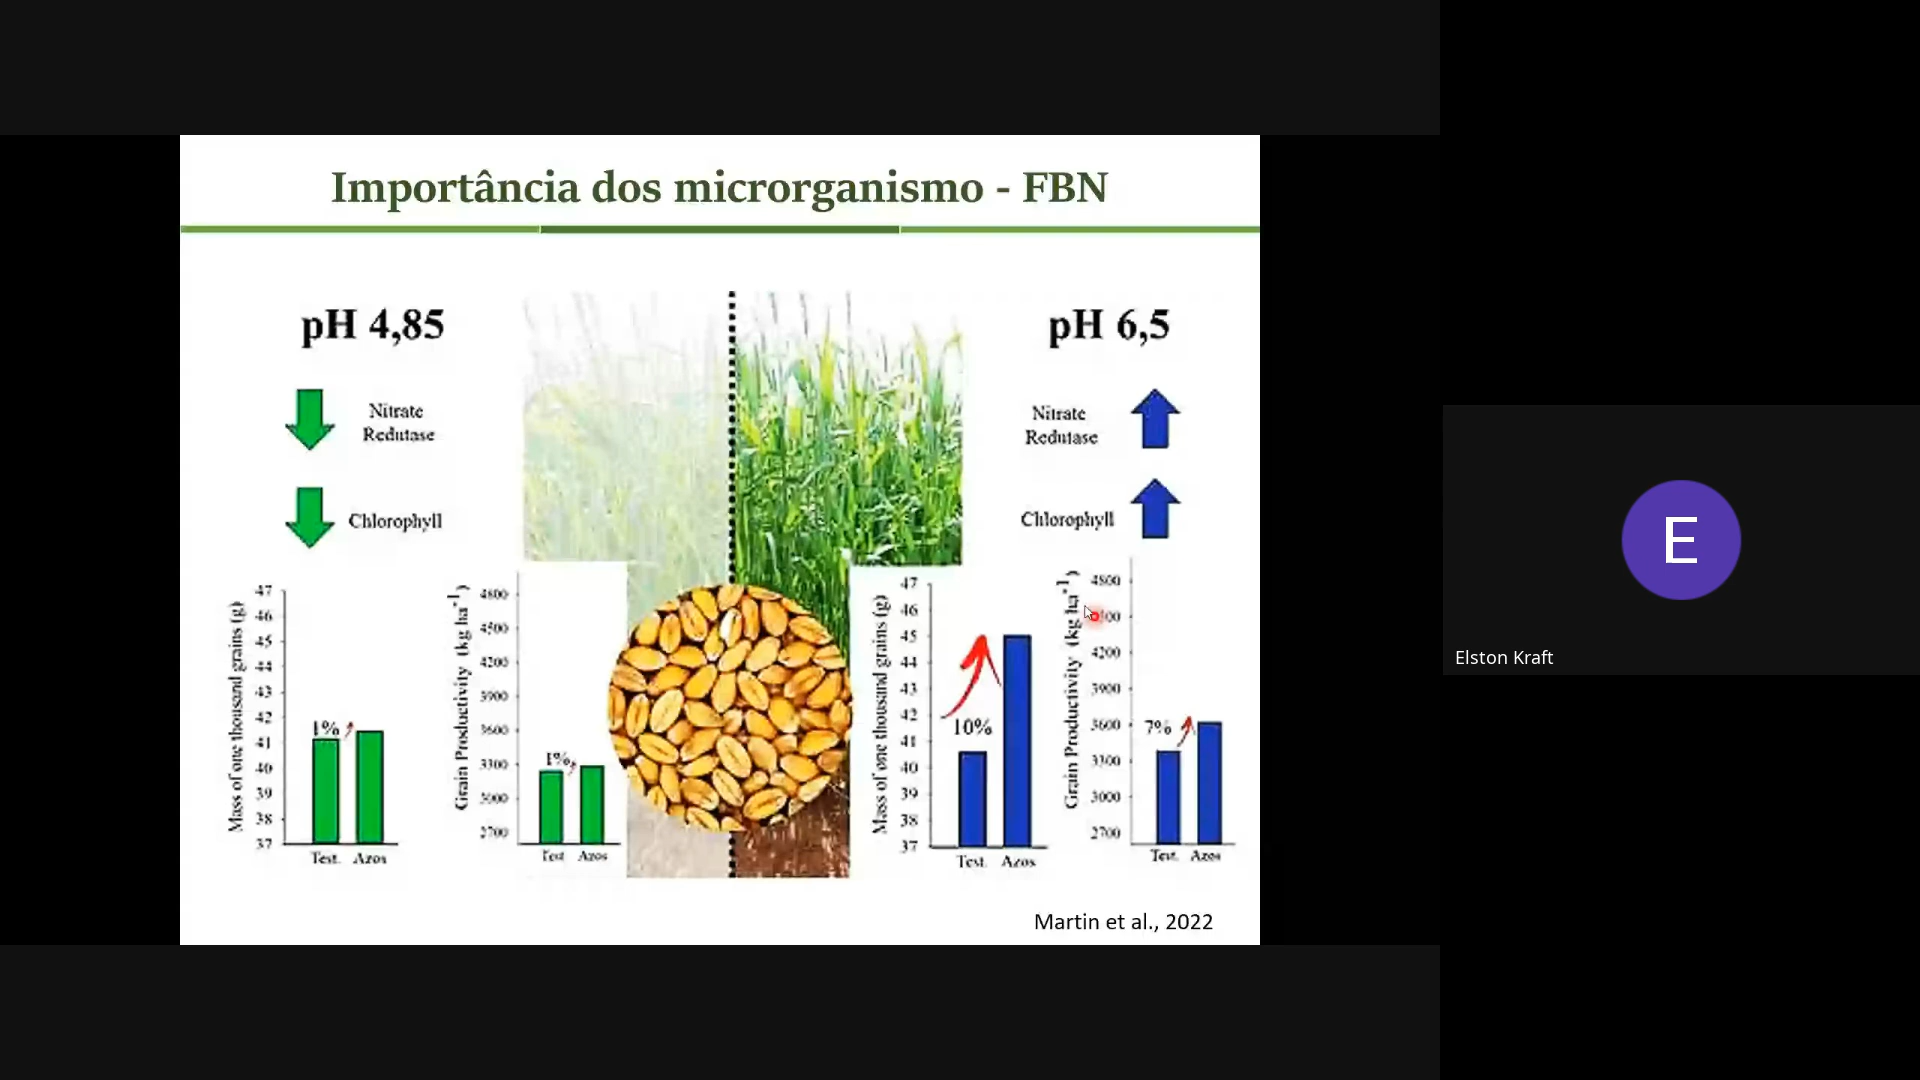 Importância dos microrganismo - FBN
pH 4,85
Nitrate
Redutase
Chlorophyll
pH 6,5
Nitrate
Redutase
Chlorophyll
Mass of one thousand grains (g)
47
46
45
44
43
42
41
40
39
38
37
1%
Test.
Azos
Grain Productivity (kg ha⁻¹)
4800
4500
4200
3900
3600
3300
3000
2700
1%
Test
Azos
Mass of one thousand grains (g)
47
46
45
44
43
42
41
40
39
38
37
10%
Test.
Azos
Grain Productivity (kg ha⁻¹)
4800
4200
3900
3600
3300
3000
2700
7%
Test.
Azos
Martin et al., 2022
E
Elston Kraft